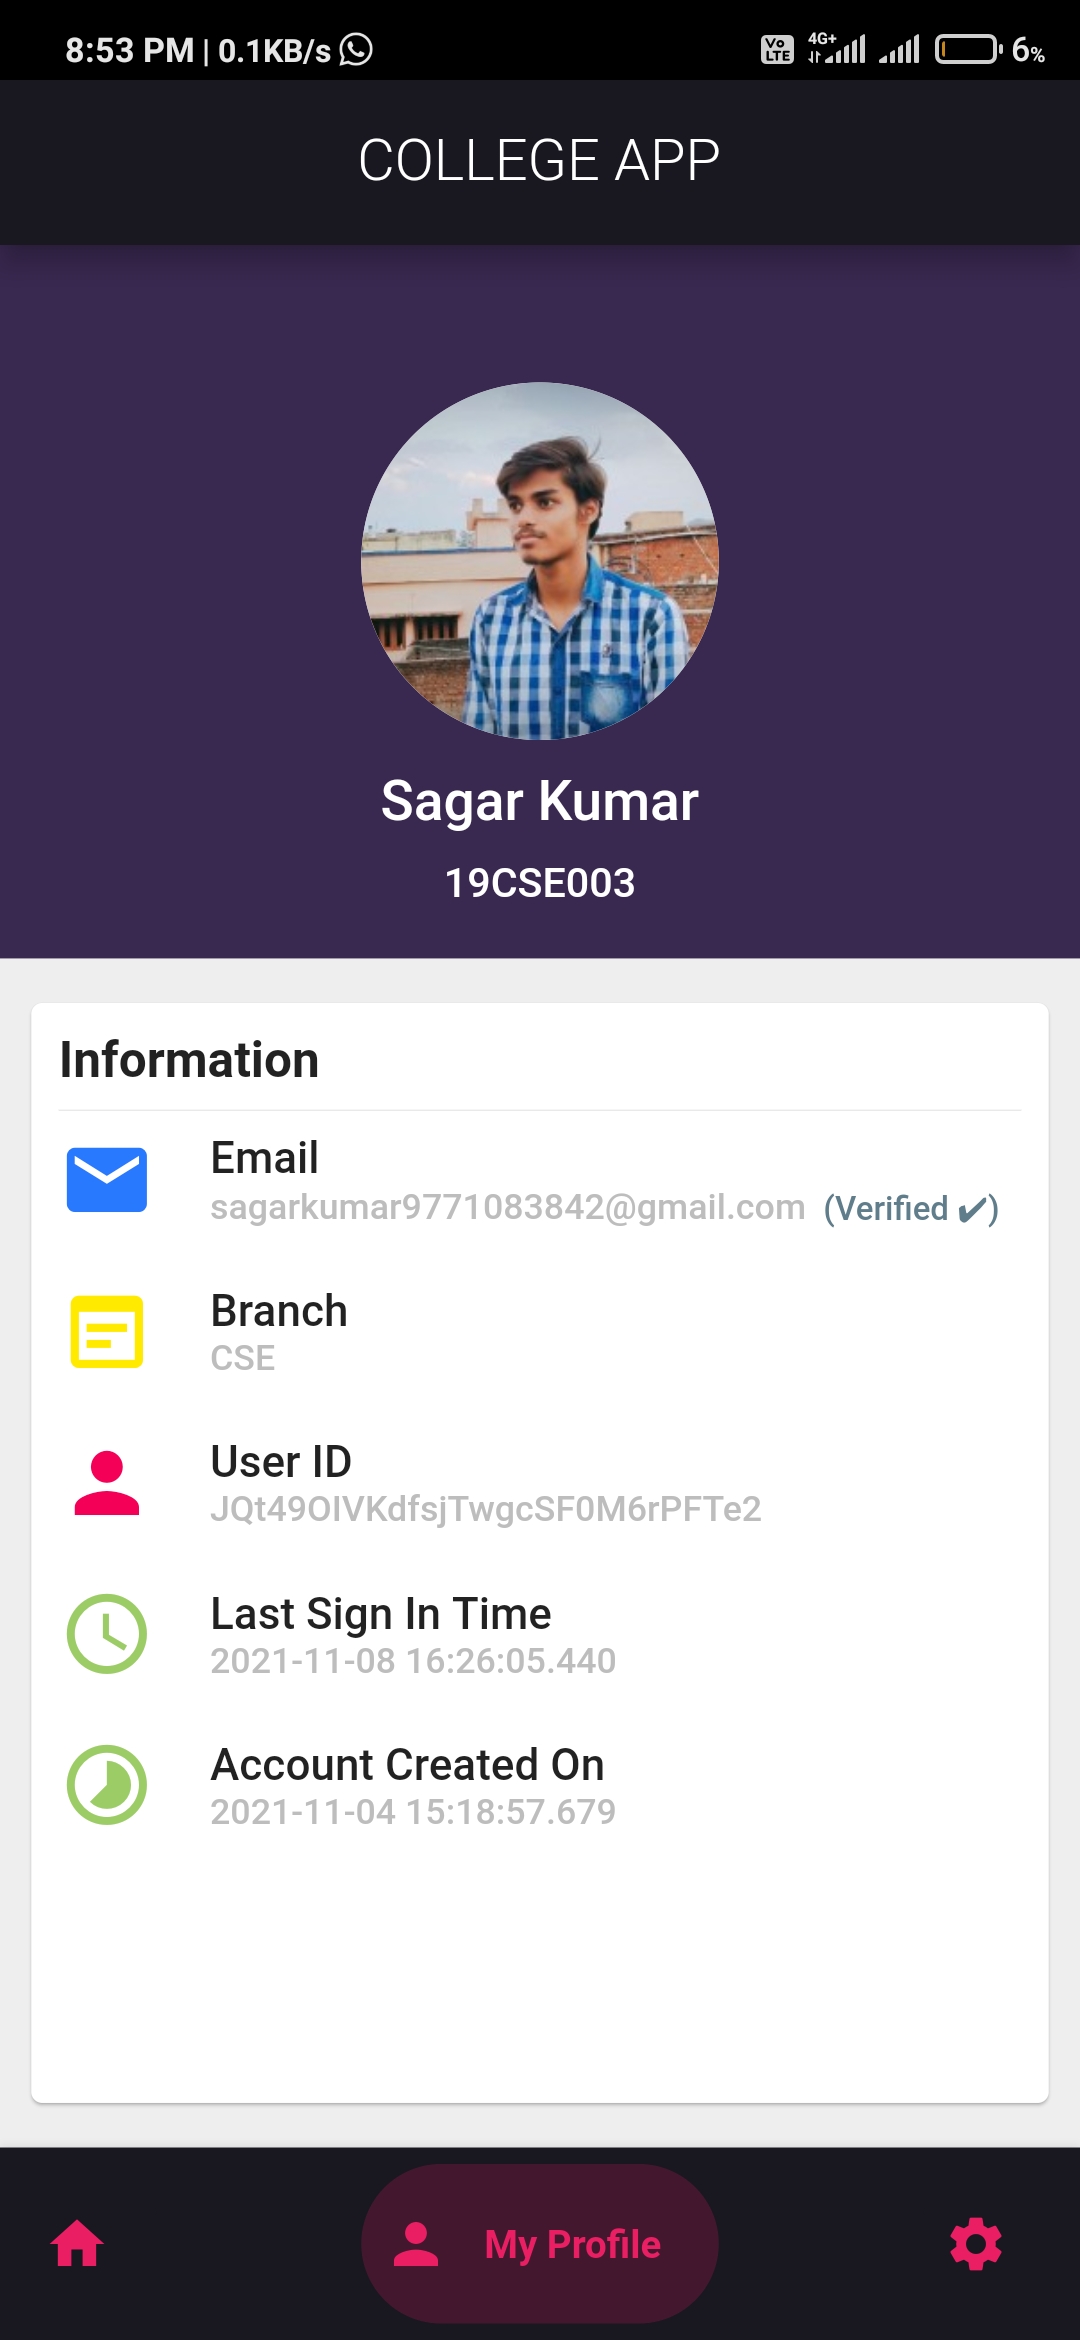 8:53 PM | 0.1KB/s Vo LTE 4G+ 6%
COLLEGE APP
Sagar Kumar
19CSE003
Information
Email
sagarkumar9771083842@gmail.com (Verified ✔)
Branch
CSE
User ID
JQt49OIVKdfsjTwgcSF0M6rPFTe2
Last Sign In Time
2021-11-08 16:26:05.440
Account Created On
2021-11-04 15:18:57.679
My Profile